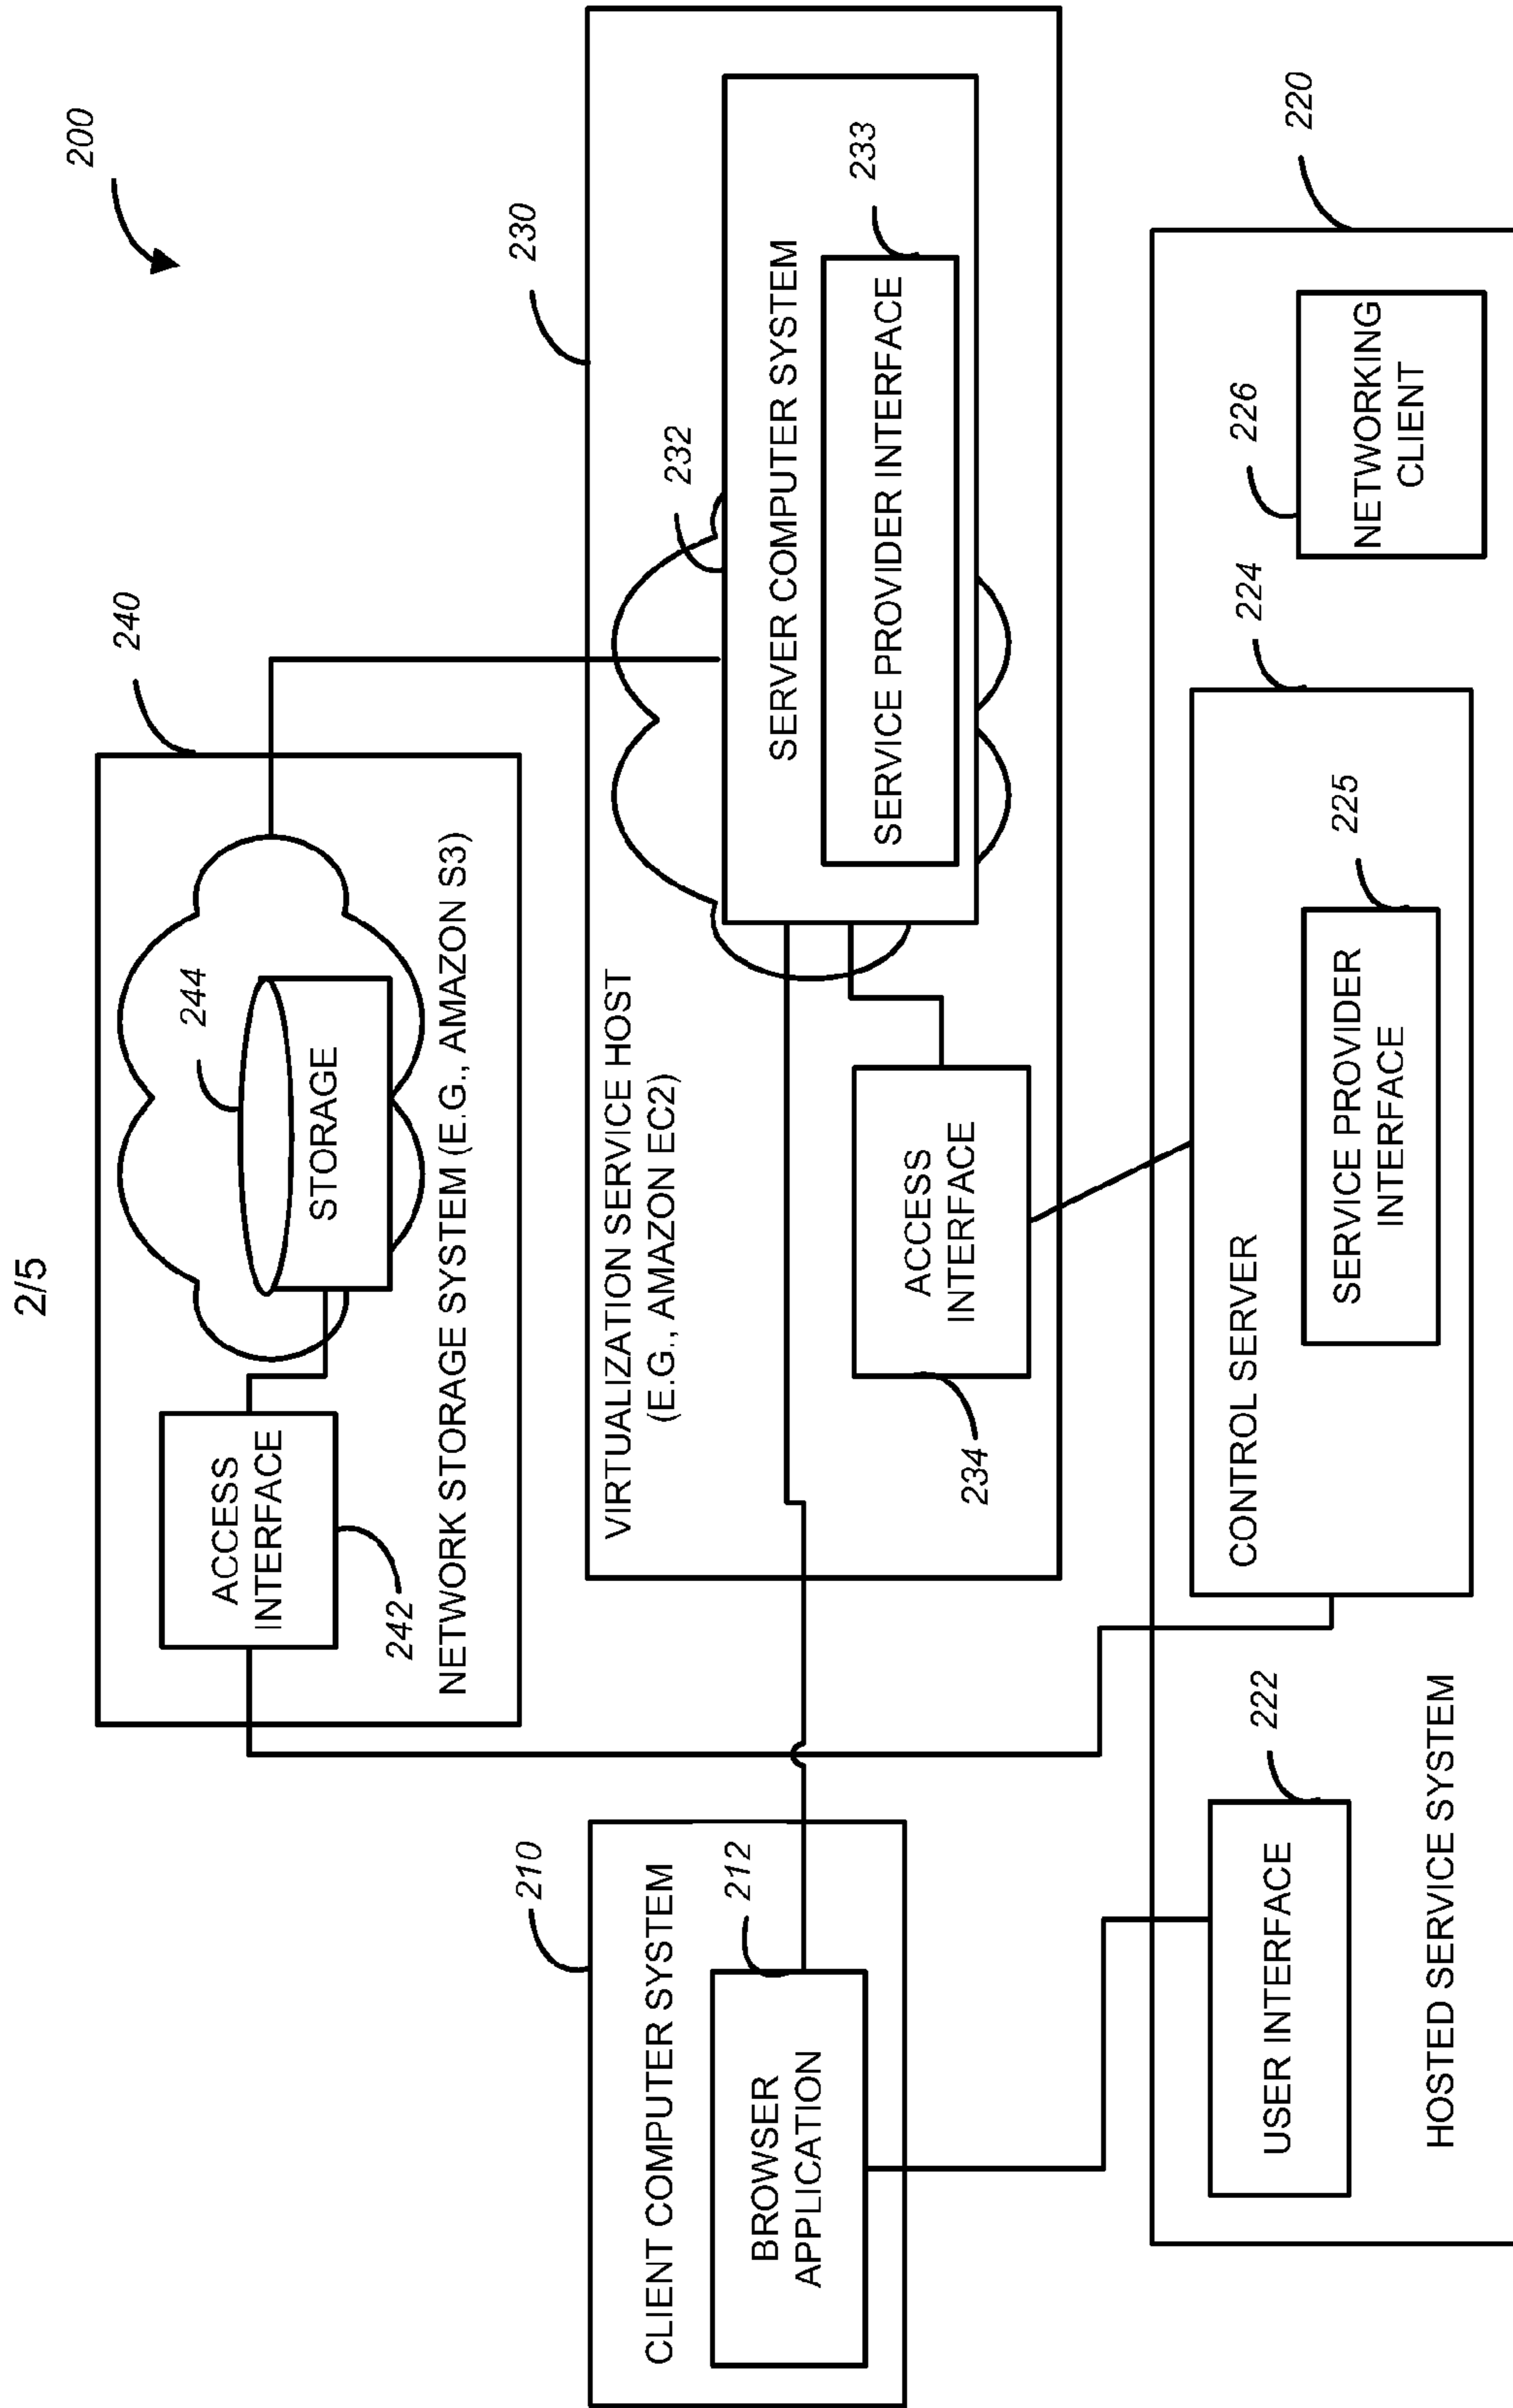 2/5
200
240
244
STORAGE
ACCESS
INTERFACE
242
NETWORK STORAGE SYSTEM (E.G., AMAZON S3)
230
VIRTUALIZATION SERVICE HOST
(E.G., AMAZON EC2)
232
SERVER COMPUTER SYSTEM
233
SERVICE PROVIDER INTERFACE
ACCESS
INTERFACE
234
210
CLIENT COMPUTER SYSTEM
212
BROWSER
APPLICATION
220
222
USER INTERFACE
HOSTED SERVICE SYSTEM
224
CONTROL SERVER
225
SERVICE PROVIDER
INTERFACE
226
NETWORKING
CLIENT